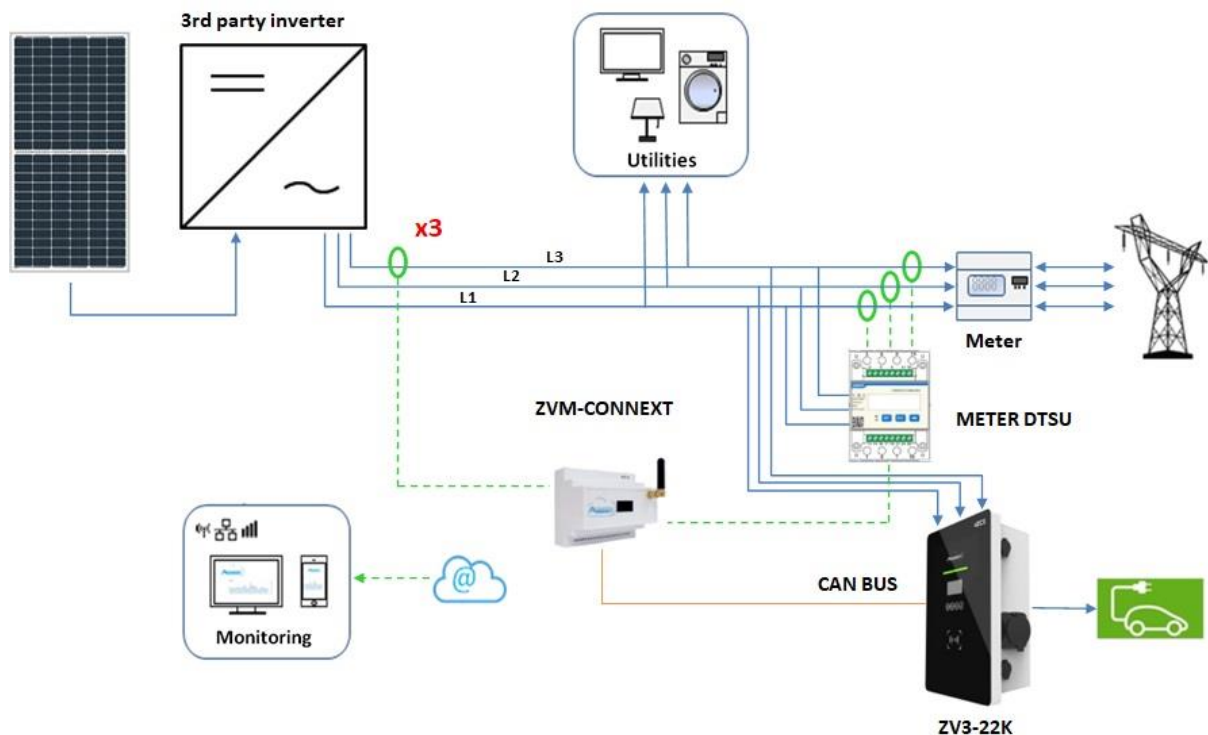 3rd party inverter
Utilities
x3
L3
L2
L1
Meter
ZVM-CONNEXT
METER DTSU
@
CAN BUS
Monitoring
ZV3-22K